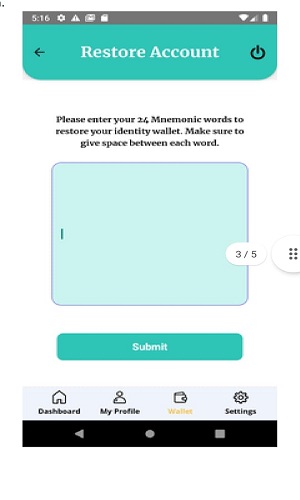 5:16
Restore Account
Please enter your 24 Mnemonic words to
restore your identity wallet. Make sure to
give space between each word.
3 / 5
Submit
Dashboard My Profile Wallet Settings